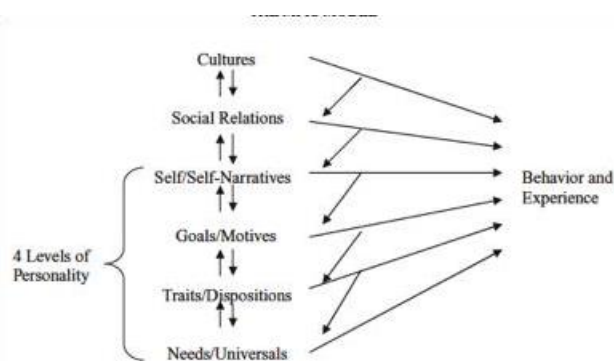 Cultures
Social Relations
Self/Self-Narratives
Behavior and
Experience
Goals/Motives
4 Levels of
Personality
Traits/Dispositions
Needs/Universals